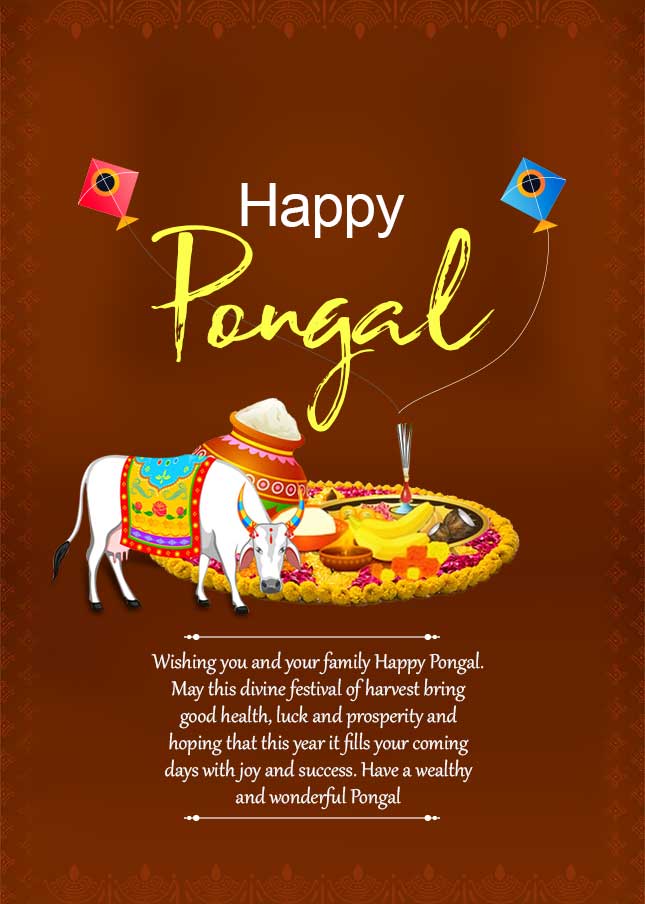 Happy
Pongal
Wishing you and your family Happy Pongal.
May this divine festival of harvest bring
good health, luck and prosperity and
hoping that this year it fills your coming
days with joy and success. Have a wealthy
and wonderful Pongal